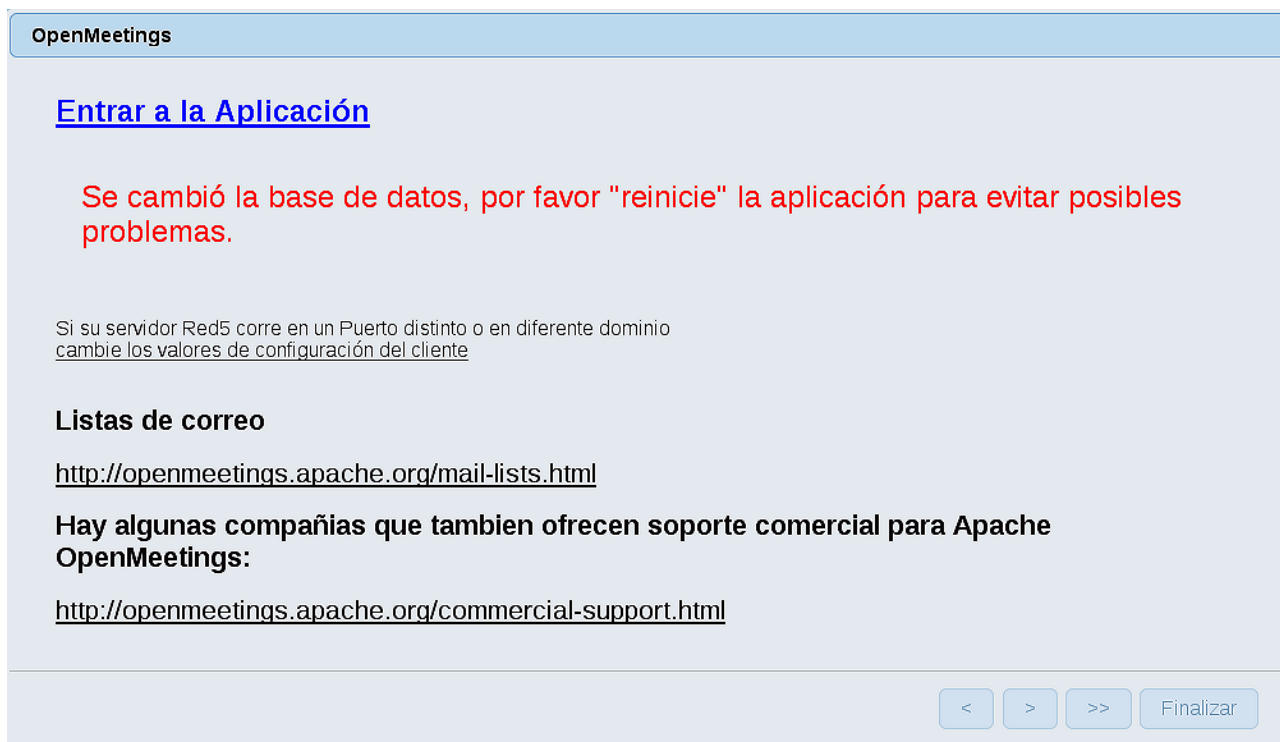 OpenMeetings
Entrar a la Aplicación
Se cambió la base de datos, por favor "reinicie" la aplicación para evitar posibles
problemas.
Si su servidor Red5 corre en un Puerto distinto o en diferente dominio
cambie los valores de configuración del cliente
Listas de correo
http://openmeetings.apache.org/mail-lists.html
Hay algunas compañias que tambien ofrecen soporte comercial para Apache
OpenMeetings:
http://openmeetings.apache.org/commercial-support.html
< > >> Finalizar